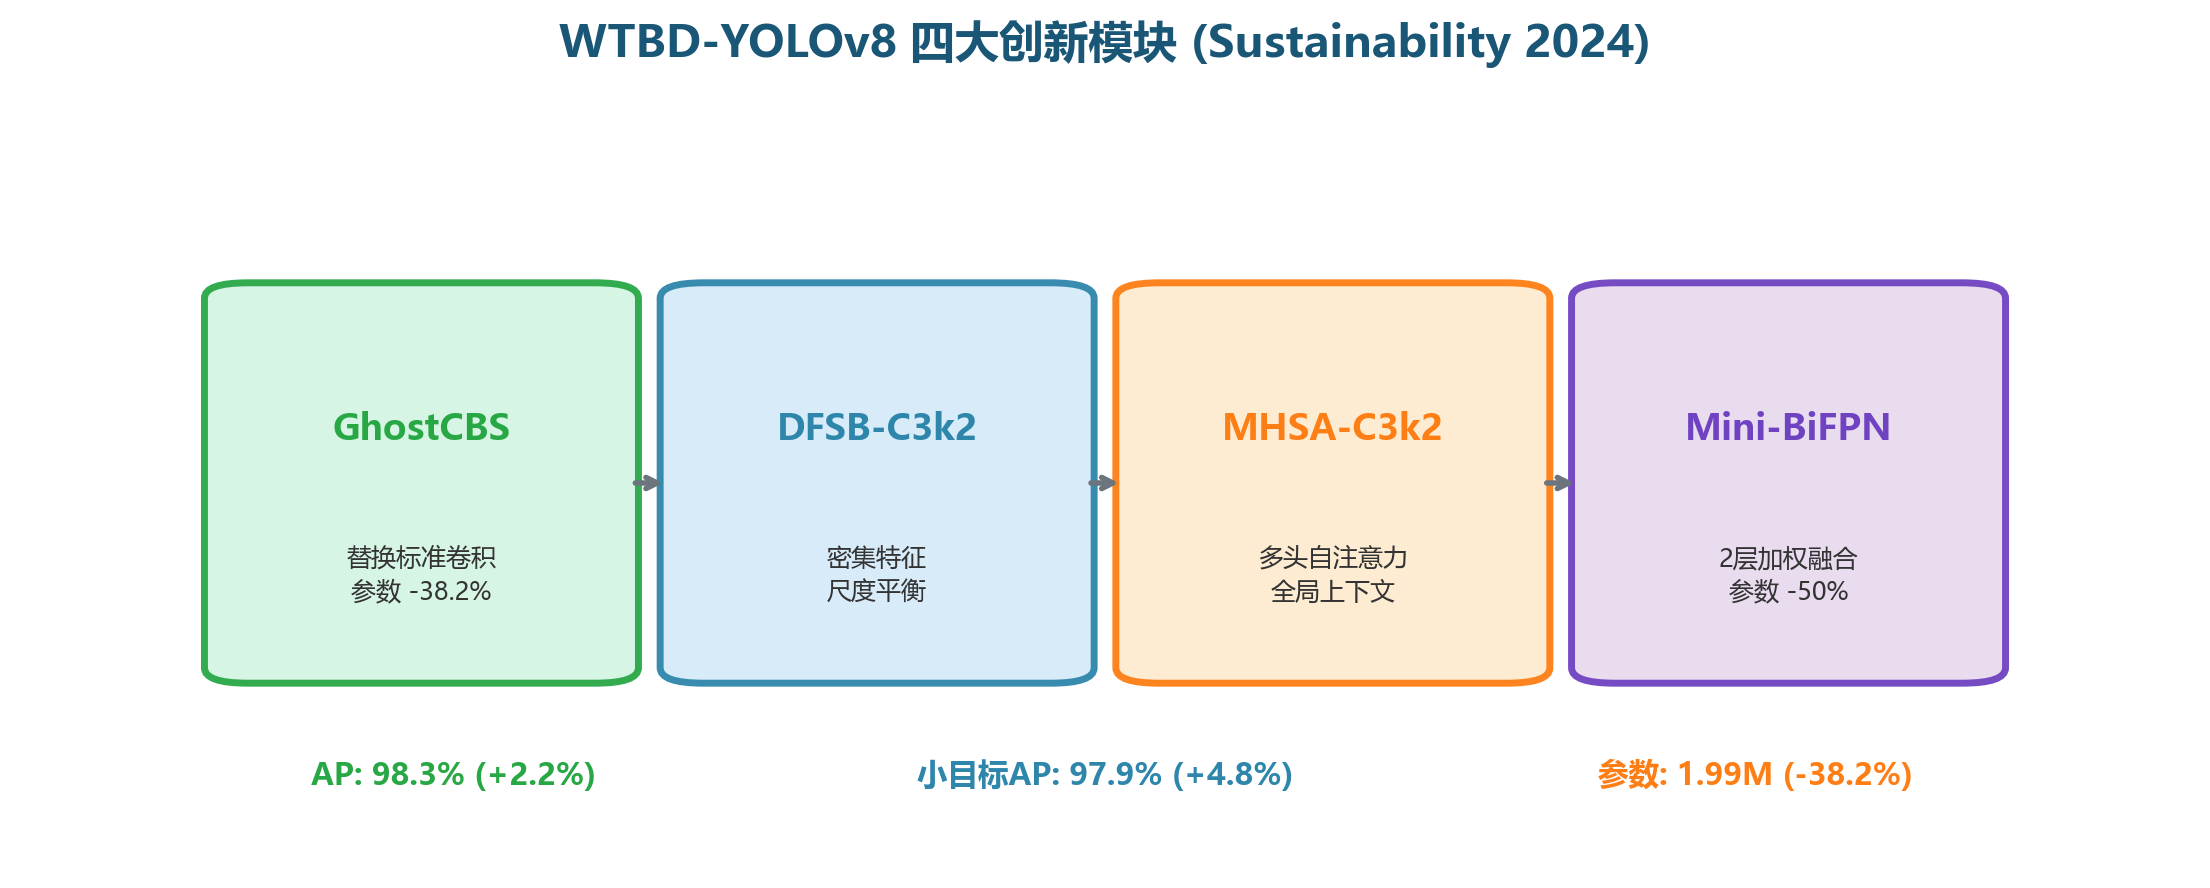 WTBD-YOLOv8 四大创新模块 (Sustainability 2024)
GhostCBS
替换标准卷积
参数 -38.2%
DFSB-C3k2
密集特征
尺度平衡
MHSA-C3k2
多头自注意力
全局上下文
Mini-BiFPN
2层加权融合
参数 -50%
AP: 98.3% (+2.2%)
小目标AP: 97.9% (+4.8%)
参数: 1.99M (-38.2%)